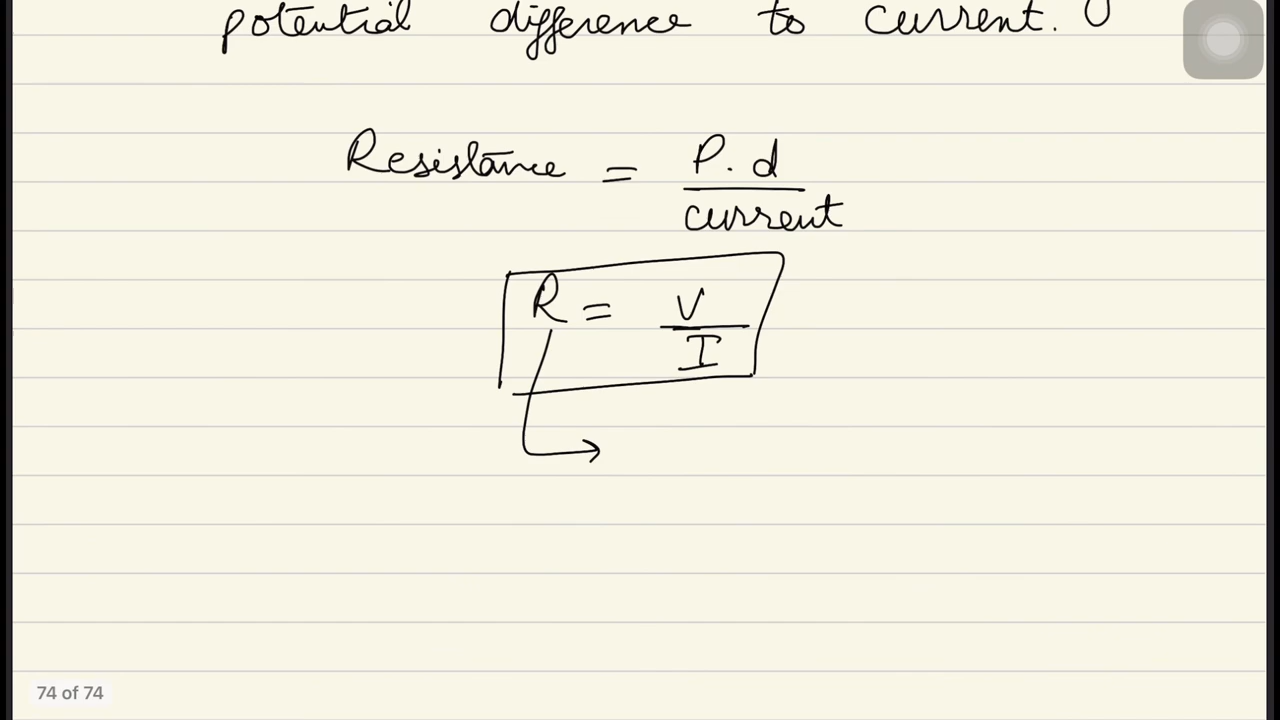 potential difference to current.
Resistance = P.d / current
R = V / I
74 of 74